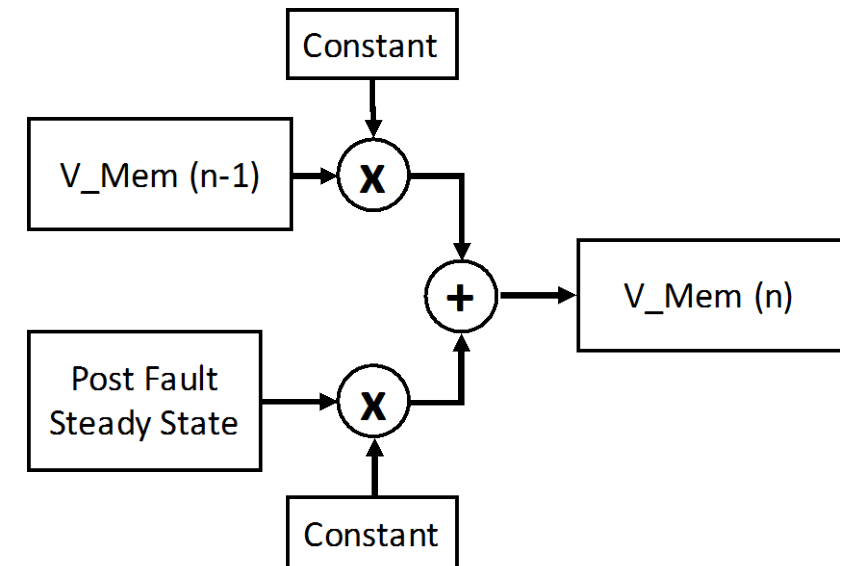 Constant
V_Mem (n-1)
X
+
V_Mem (n)
Post Fault
Steady State
X
Constant